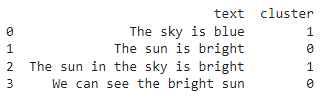 text cluster
0 The sky is blue 1
1 The sun is bright 0
2 The sun in the sky is bright 1
3 We can see the bright sun 0